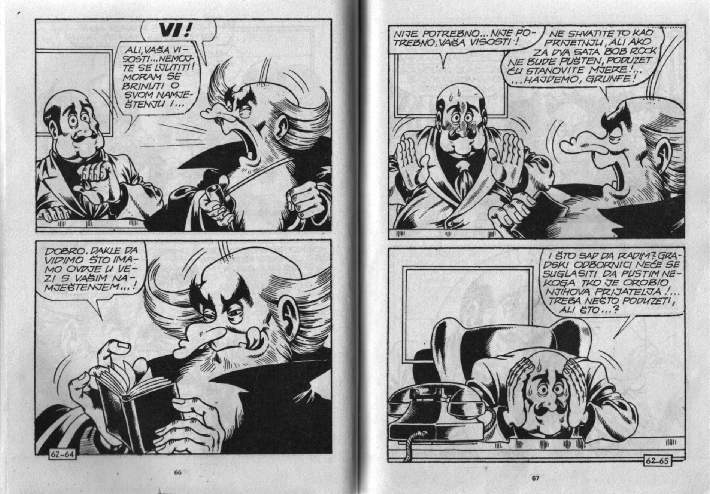 VI!
ALI, VAŠA VI-
SOSTI...NEMOJ-
TE SE LJUTITI!
MORAM SE
BRINUTI O
SVOM NAMJE-
ŠTENJU I...
DOBRO, DAKLE DA
VIDIMO ŠTO IMA-
MO OVDJE U VE-
ZI S VAŠIM NA-
MJEŠTENJEM...!
62-64
66
NIJE POTREBNO...NIJE PO-
TREBNO, VAŠA VISOSTI!
NE SHVATITE TO KAO
PRIJETNJU, ALI AKO
ZA DVA SATA BOB ROCK
NE BUDE PUŠTEN, PODUZET
ĆU STANOVITE MJERE!...
...HAJDEMO, GRUNFE!
I ŠTO SAD DA RADIM? GRA-
DSKI ODBORNICI NEĆE SE
SUGLASITI DA PUSTIM NE-
KOGA TKO JE OROBIO
NJIHOVA PRIJATELJA!...
TREBA NEŠTO PODUZETI,
ALI ŠTO...?
62-65
67